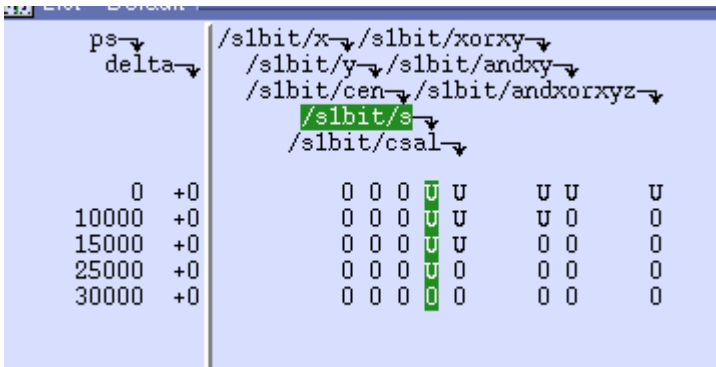 List - Default
ps /s1bit/x /s1bit/xorxy
delta /s1bit/y /s1bit/andxy
/s1bit/cen /s1bit/andxorxyz
/s1bit/s
/s1bit/csal
0 +0 0 0 0 U U U U U
10000 +0 0 0 0 U U U 0 0
15000 +0 0 0 0 U U 0 0 0
25000 +0 0 0 0 U 0 0 0 0
30000 +0 0 0 0 0 0 0 0 0